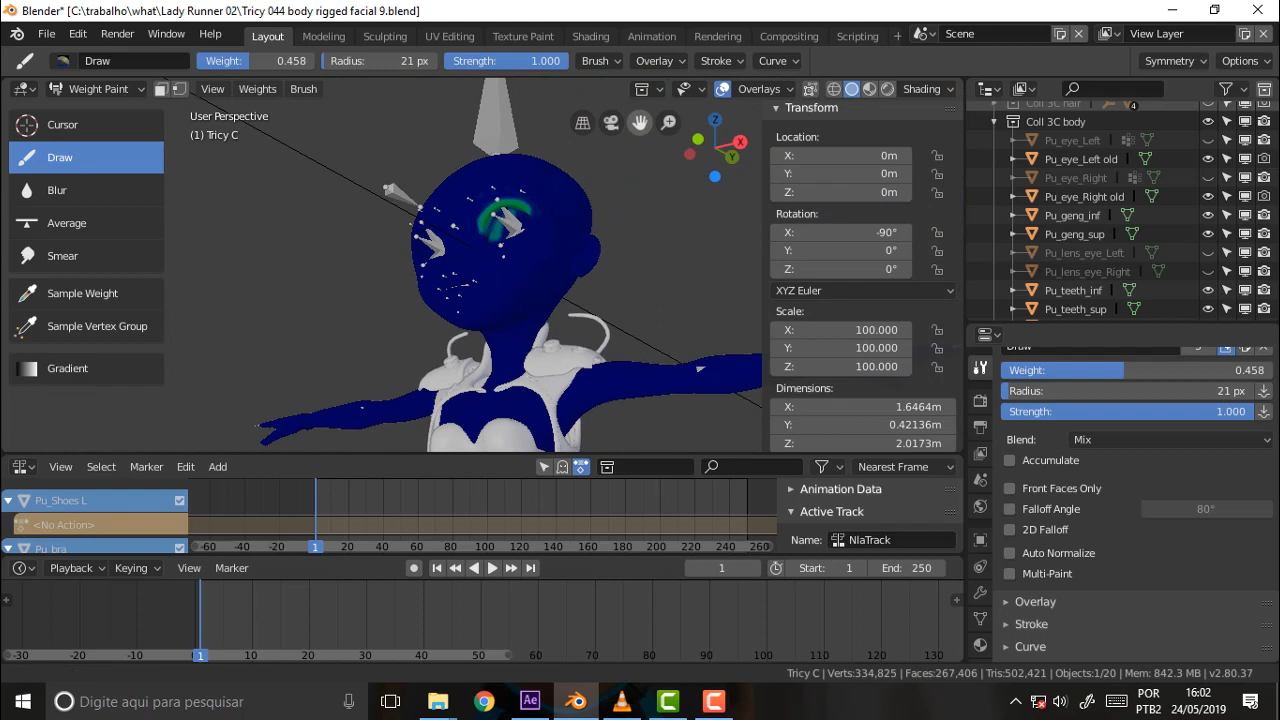 Blender* [C:\trabalho\what\Lady Runner 02\Tricy 044 body rigged facial 9.blend]
File Edit Render Window Help Layout Modeling Sculpting UV Editing Texture Paint Shading Animation Rendering Compositing Scripting Scene View Layer
Draw Weight: 0.458 Radius: 21 px Strength: 1.000 Brush Overlay Stroke Curve Symmetry Options
Weight Paint View Weights Brush Overlays Shading
Coll 3C hair 4
Transform
Coll 3C body
User Perspective
(1) Tricy C
Cursor
Draw
Blur
Average
Smear
Sample Weight
Sample Vertex Group
Gradient
Z
X
Y
Location:
X: 0m
Y: 0m
Z: 0m
Rotation:
X: -90°
Y: 0°
Z: 0°
XYZ Euler
Scale:
X: 100.000
Y: 100.000
Z: 100.000
Dimensions:
X: 1.6464m
Y: 0.42136m
Z: 2.0173m
Pu_eye_Left
Pu_eye_Left old
Pu_eye_Right
Pu_eye_Right old
Pu_geng_inf
Pu_geng_sup
Pu_lens_eye_Left
Pu_lens_eye_Right
Pu_teeth_inf
Pu_teeth_sup
Draw
Weight: 0.458
Radius: 21 px
Strength: 1.000
Blend: Mix
Accumulate
Front Faces Only
Falloff Angle 80°
2D Falloff
Auto Normalize
Multi-Paint
Overlay
Stroke
Curve
View Select Marker Edit Add Nearest Frame
Pu_Shoes L
<No Action>
Pu_bra
-60 -40 -20 1 20 40 60 80 100 120 140 160 180 200 220 240 260
Animation Data
Active Track
Name: NlaTrack
Playback Keying View Marker 1 Start: 1 End: 250
-30 -20 -10 1 10 20 30 40 50 60 70 80 90 100 110 120 130
Tricy C | Verts:334,825 | Faces:267,406 | Tris:502,421 | Objects:1/20 | Mem: 842.3 MB | v2.80.37
Digite aqui para pesquisar
Ae
POR
PTB2
16:02
24/05/2019